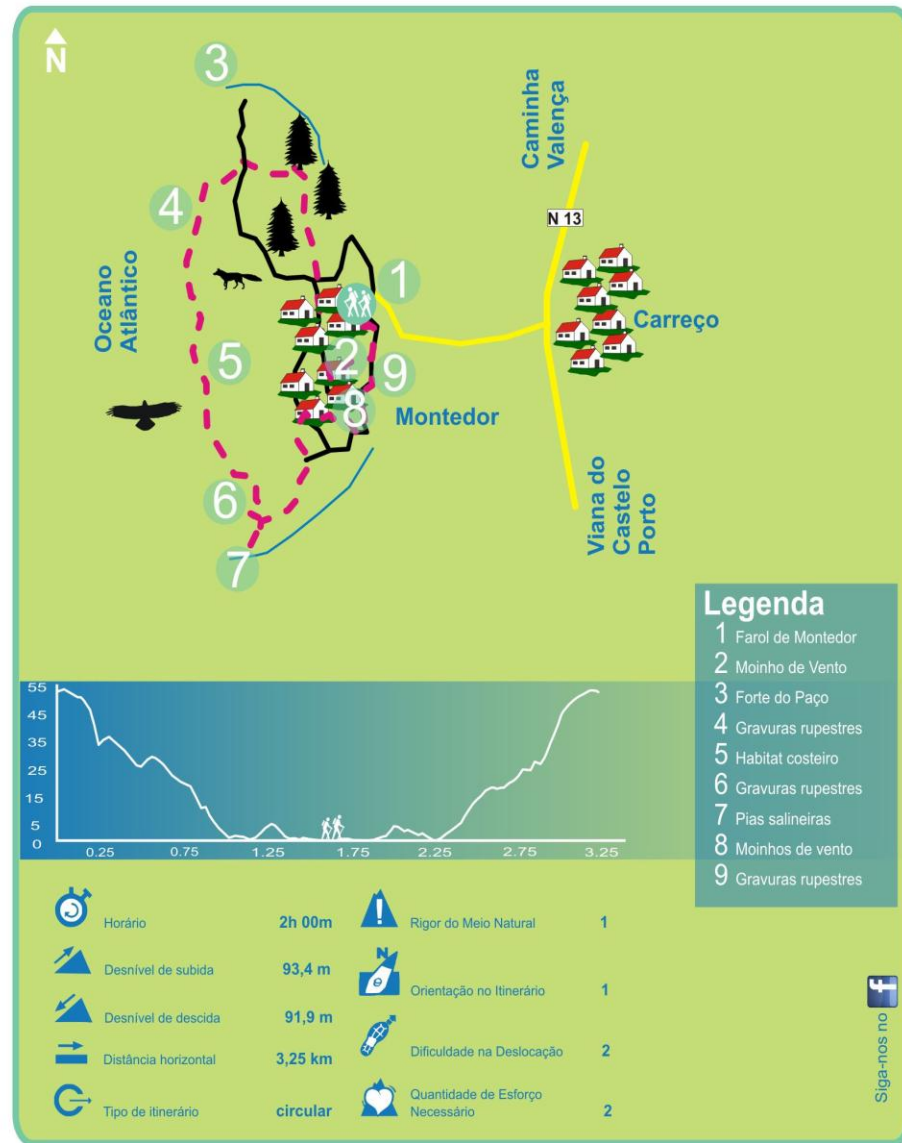 N
3
Caminha
Valença
4
N 13
Oceano
Atlântico
1
Carreço
5
2
9
8
Montedor
6
Viana do
Castelo
Porto
7
Legenda
1 Farol de Montedor
2 Moinho de Vento
3 Forte do Paço
4 Gravuras rupestres
5 Habitat costeiro
6 Gravuras rupestres
7 Pias salineiras
8 Moinhos de vento
9 Gravuras rupestres
55
45
35
25
15
5
0
0.25 0.75 1.25 1.75 2.25 2.75 3.25
Horário 2h 00m
Desnível de subida 93,4 m
Desnível de descida 91,9 m
Distância horizontal 3,25 km
Tipo de itinerário circular
Rigor do Meio Natural 1
N
Orientação no Itinerário 1
Dificuldade na Deslocação 2
Quantidade de Esforço
Necessário 2
Siga-nos no f